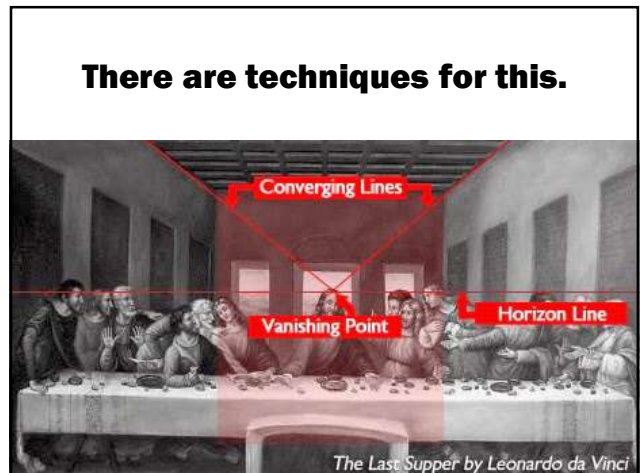 There are techniques for this.
Converging Lines
Vanishing Point
Horizon Line
The Last Supper by Leonardo da Vinci